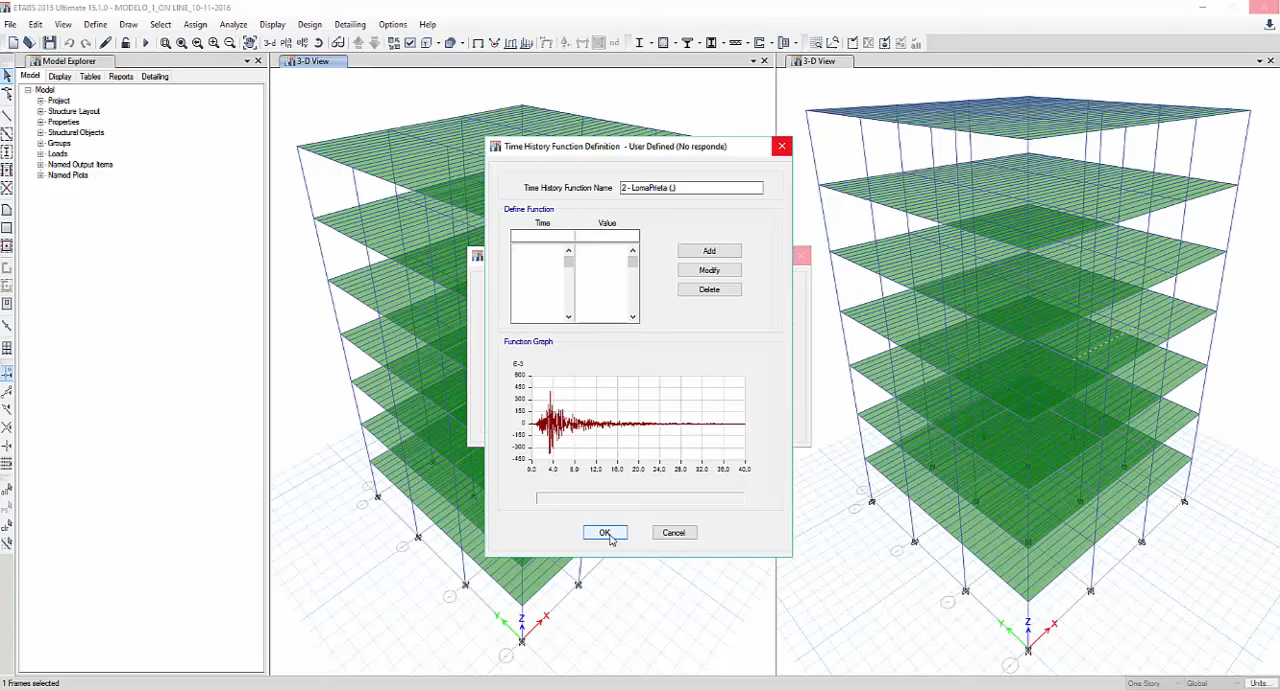 ETABS 2015 Ultimate 15.1.0 - MODELO_I_ON LINE_10-11-2016
File Edit View Define Draw Select Assign Analyze Display Design Detailing Options Help
Model Explorer
3-D View
3-D View
Model Display Tables Reports Detailing
Model
Project
Structure Layout
Properties
Structural Objects
Groups
Loads
Named Output Items
Named Plots
Time History Function Definition - User Defined (No responde)
Time History Function Name 2 - LomaPrieta (,)
Define Function
Time Value
Add
Modify
Delete
Function Graph
E-3
600
450
300
150
0
-150
-300
-450
0,0 4,0 8,0 12,0 16,0 20,0 24,0 28,0 32,0 36,0 40,0
OK Cancel
Y Z X
Y Z X
1 Frames selected
One Story Global Units...